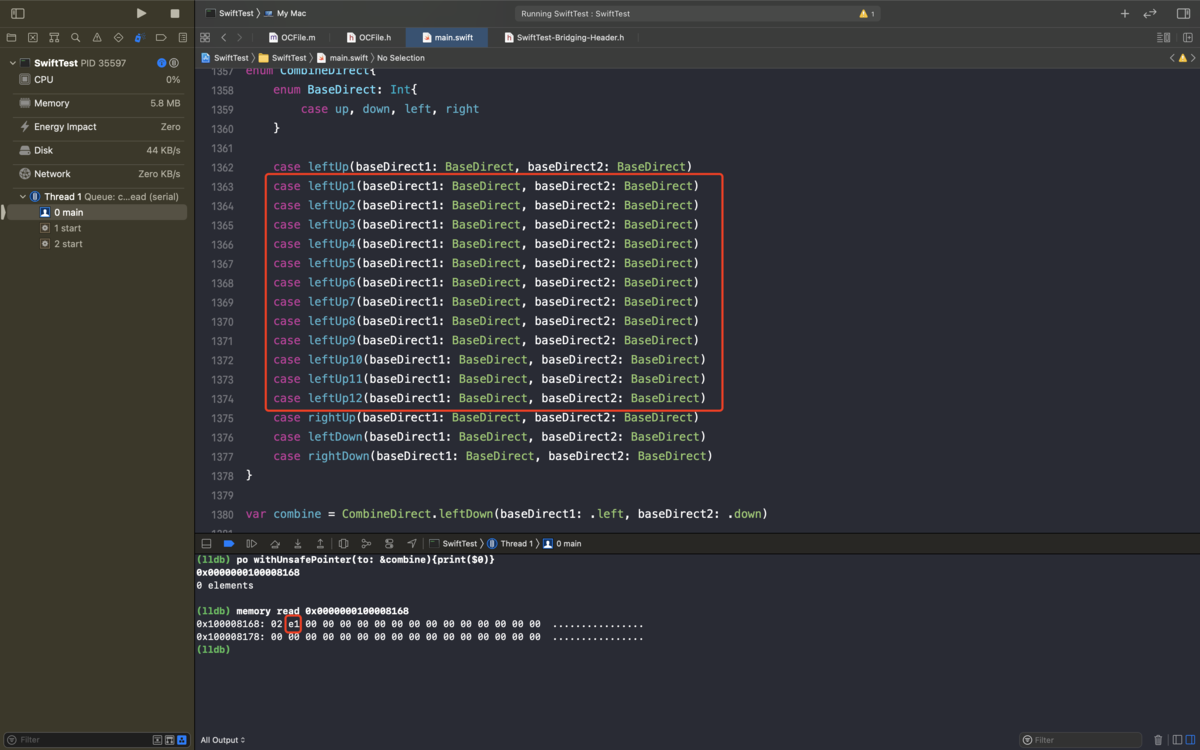 SwiftTest 〉 My Mac
Running SwiftTest : SwiftTest
1
OCFile.m
OCFile.h
main.swift
SwiftTest-Bridging-Header.h
SwiftTest 〉 SwiftTest 〉 main.swift 〉 No Selection
SwiftTest PID 35597
CPU 0%
Memory 5.8 MB
Energy Impact Zero
Disk 44 KB/s
Network Zero KB/s
Thread 1 Queue: c...ead (serial)
0 main
1 start
2 start
1357 enum CombineDirect{
1358 enum BaseDirect: Int{
1359 case up, down, left, right
1360 }
1361
1362 case leftUp(baseDirect1: BaseDirect, baseDirect2: BaseDirect)
1363 case leftUp1(baseDirect1: BaseDirect, baseDirect2: BaseDirect)
1364 case leftUp2(baseDirect1: BaseDirect, baseDirect2: BaseDirect)
1365 case leftUp3(baseDirect1: BaseDirect, baseDirect2: BaseDirect)
1366 case leftUp4(baseDirect1: BaseDirect, baseDirect2: BaseDirect)
1367 case leftUp5(baseDirect1: BaseDirect, baseDirect2: BaseDirect)
1368 case leftUp6(baseDirect1: BaseDirect, baseDirect2: BaseDirect)
1369 case leftUp7(baseDirect1: BaseDirect, baseDirect2: BaseDirect)
1370 case leftUp8(baseDirect1: BaseDirect, baseDirect2: BaseDirect)
1371 case leftUp9(baseDirect1: BaseDirect, baseDirect2: BaseDirect)
1372 case leftUp10(baseDirect1: BaseDirect, baseDirect2: BaseDirect)
1373 case leftUp11(baseDirect1: BaseDirect, baseDirect2: BaseDirect)
1374 case leftUp12(baseDirect1: BaseDirect, baseDirect2: BaseDirect)
1375 case rightUp(baseDirect1: BaseDirect, baseDirect2: BaseDirect)
1376 case leftDown(baseDirect1: BaseDirect, baseDirect2: BaseDirect)
1377 case rightDown(baseDirect1: BaseDirect, baseDirect2: BaseDirect)
1378 }
1379
1380 var combine = CombineDirect.leftDown(baseDirect1: .left, baseDirect2: .down)
1381
SwiftTest 〉 Thread 1 〉 0 main
(lldb) po withUnsafePointer(to: &combine){print($0)}
0x0000000100008168
0 elements
(lldb) memory read 0x0000000100008168
0x100008168: 02 e1 00 00 00 00 00 00 00 00 00 00 00 00 00 00 ................
0x100008178: 00 00 00 00 00 00 00 00 00 00 00 00 00 00 00 00 ................
(lldb)
Filter
All Output
Filter